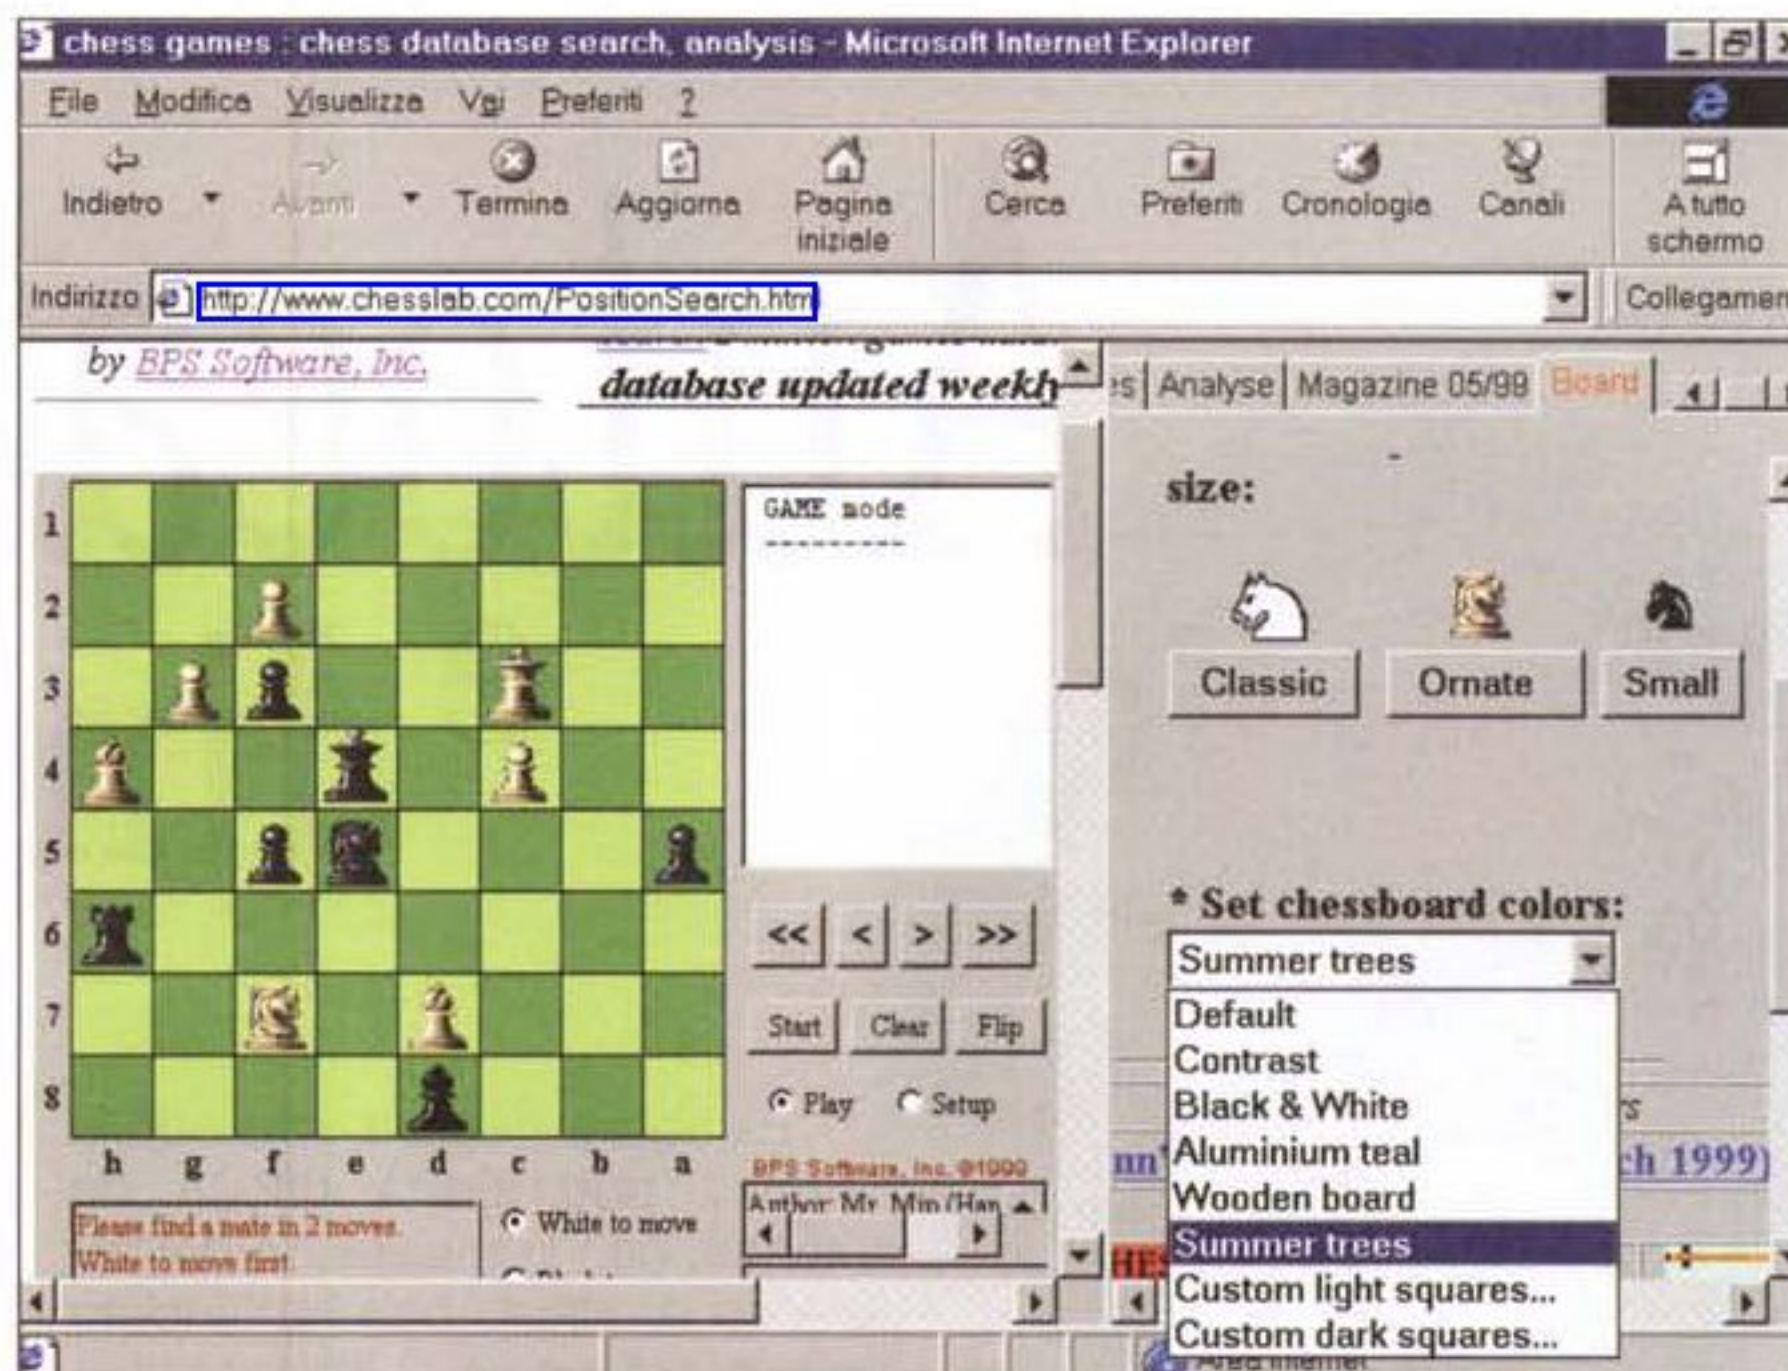 chess games : chess database search, analysis - Microsoft Internet Explorer
File Modifica Visualizza Vai Preferiti ?
Indietro Avanti Termina Aggiorna Pagina iniziale Cerca Preferiti Cronologia Canali A tutto schermo
Indirizzo http://www.chesslab.com/PositionSearch.htm
by BPS Software, Inc.
database updated weekly
Analyse Magazine 05/99 Board
1
2
3
4
5
6
7
8
h g f e d c b a
GAME mode
---------
<< < > >>
Start Clear Flip
Play Setup
BPS Software, Inc. @1999
Please find a mate in 2 moves.
White to move first
White to move
size:
Classic Ornate Small
* Set chessboard colors:
Summer trees
Default
Contrast
Black & White
Aluminium teal
Wooden board
Summer trees
Custom light squares...
Custom dark squares...
ch 1999)